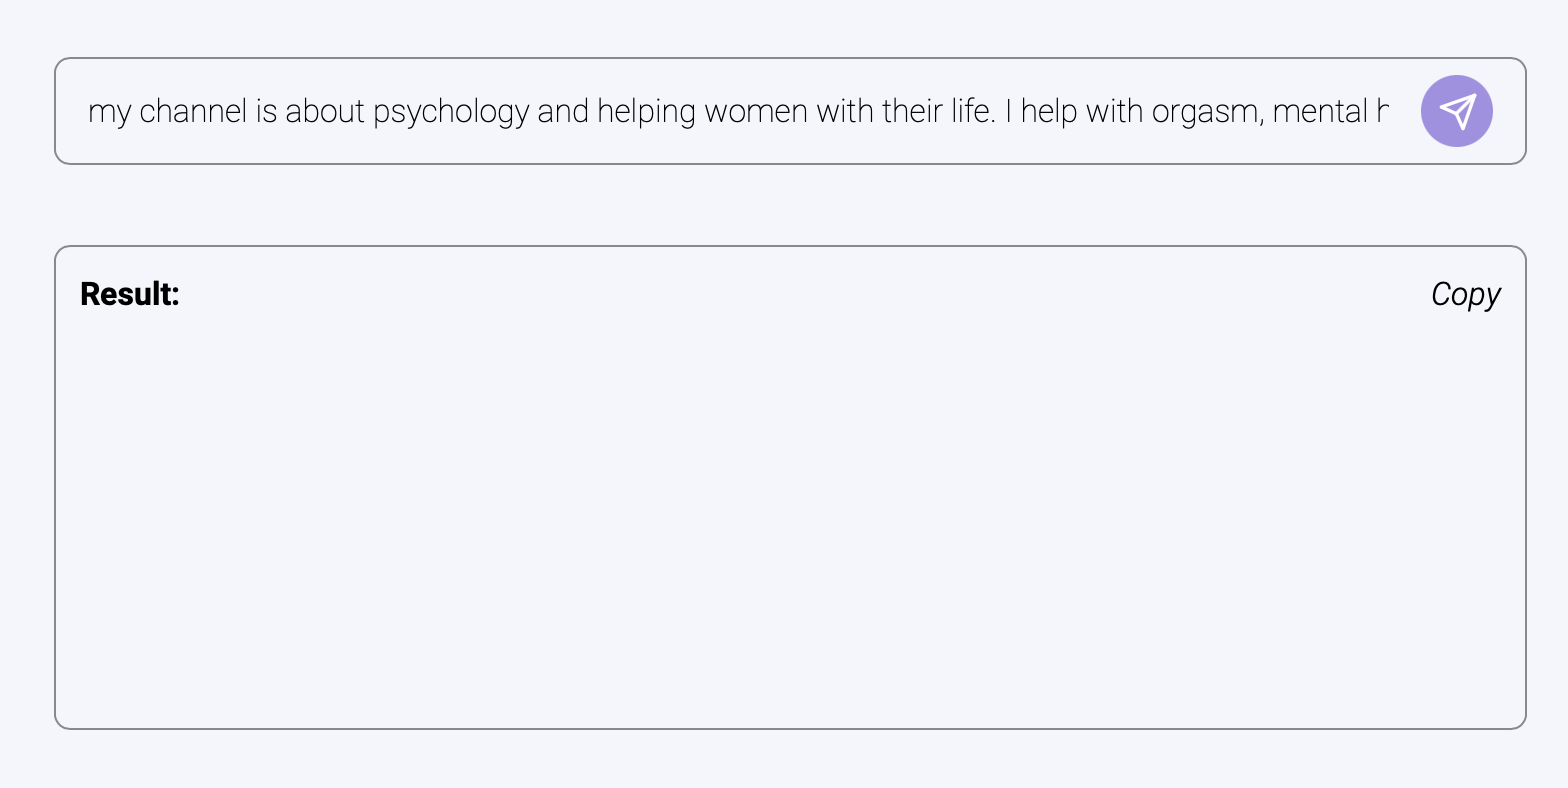 my channel is about psychology and helping women with their life. I help with orgasm, mental
Result:
Copy